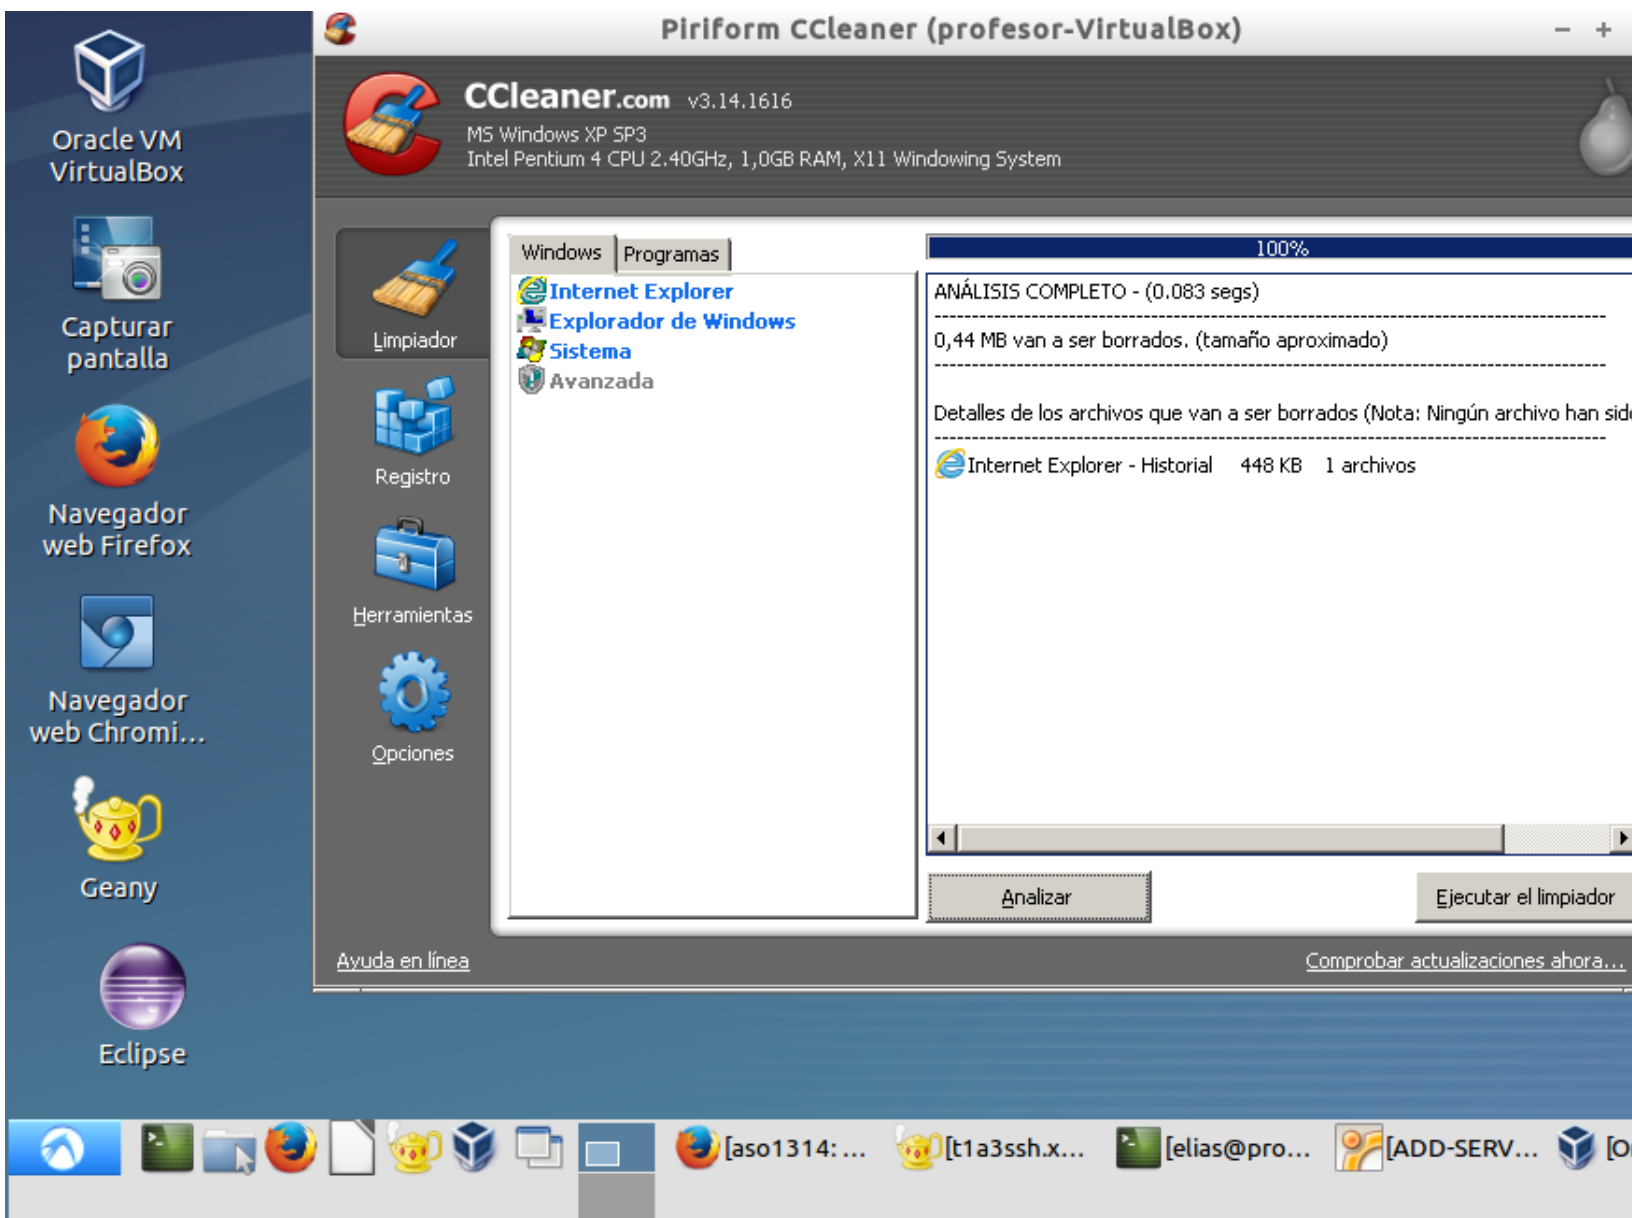 Piriform CCleaner (profesor-VirtualBox)
CCleaner.com v3.14.1616
MS Windows XP SP3
Intel Pentium 4 CPU 2.40GHz, 1,0GB RAM, X11 Windowing System
Oracle VM
VirtualBox
Capturar
pantalla
Navegador
web Firefox
Navegador
web Chromi...
Geany
Eclipse
Limpiador
Registro
Herramientas
Opciones
Windows
Programas
Internet Explorer
Explorador de Windows
Sistema
Avanzada
100%
ANÁLISIS COMPLETO - (0.083 segs)
0,44 MB van a ser borrados. (tamaño aproximado)
Detalles de los archivos que van a ser borrados (Nota: Ningún archivo han sid
Internet Explorer - Historial 448 KB 1 archivos
Analizar
Ejecutar el limpiador
Ayuda en línea
Comprobar actualizaciones ahora...
[aso1314: ...
[t1a3ssh.x...
[elias@pro...
[ADD-SERV...